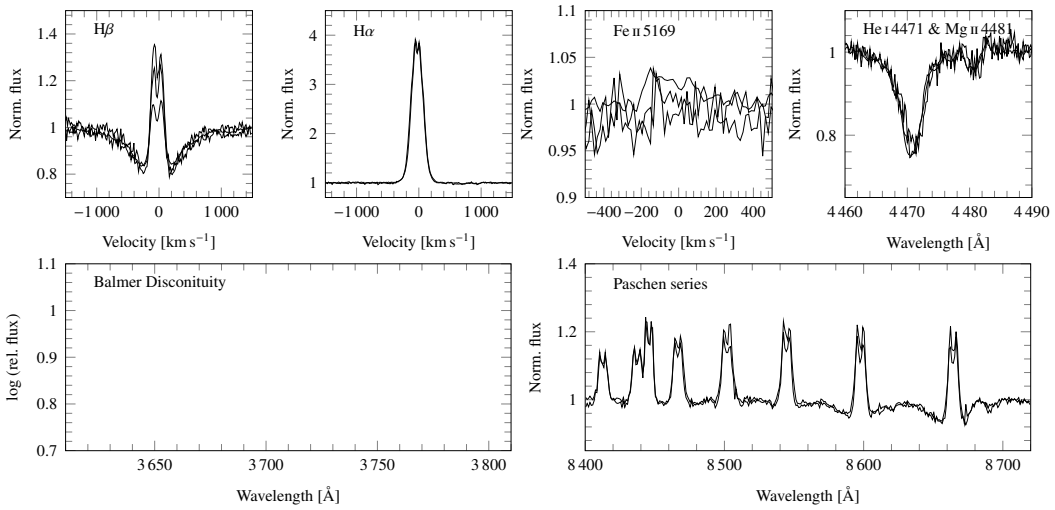 Hβ
Norm. flux
1.4
1.2
1
0.8
−1 000 0 1 000
Velocity [km s−1]
Hα
Norm. flux
4
3
2
1
−1 000 0 1 000
Velocity [km s−1]
Fe II 5169
Norm. flux
1.1
1.05
1
0.95
0.9
−400 −200 0 200 400
Velocity [km s−1]
He I 4471 & Mg II 4481
Norm. flux
1
0.8
4 460 4 470 4 480 4 490
Wavelength [Å]
Balmer Disconituity
log (rel. flux)
1.1
1
0.9
0.8
0.7
3 650 3 700 3 750 3 800
Wavelength [Å]
Paschen series
Norm. flux
1.4
1.2
1
8 400 8 500 8 600 8 700
Wavelength [Å]